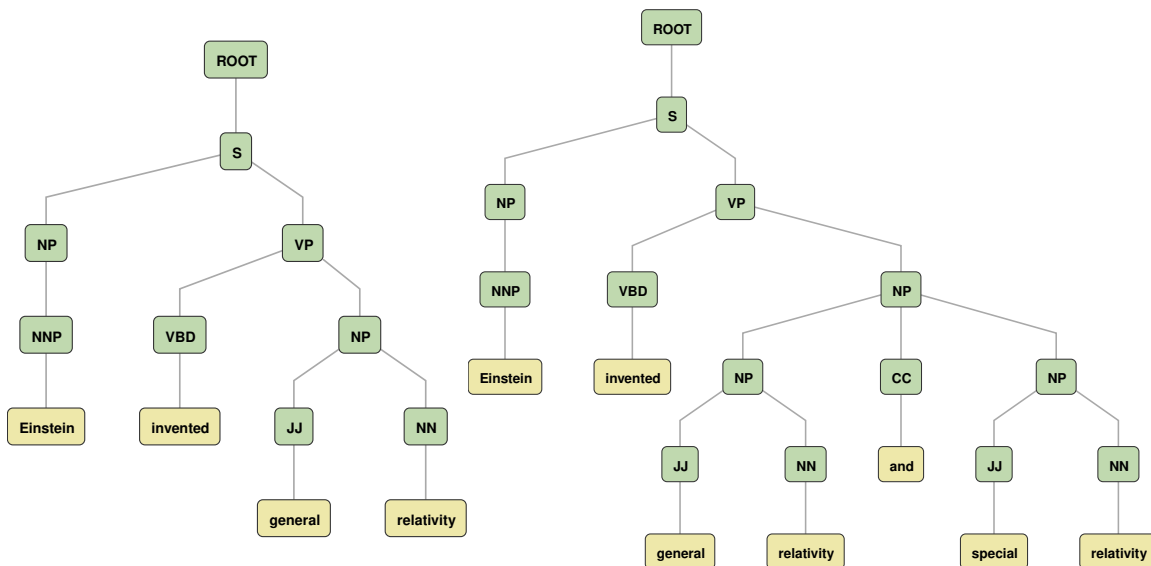 ROOT
S
NP VP
NNP VBD NP
Einstein invented JJ NN
general relativity
ROOT
S
NP VP
NNP VBD NP
Einstein invented NP CC NP
JJ NN and JJ NN
general relativity special relativity